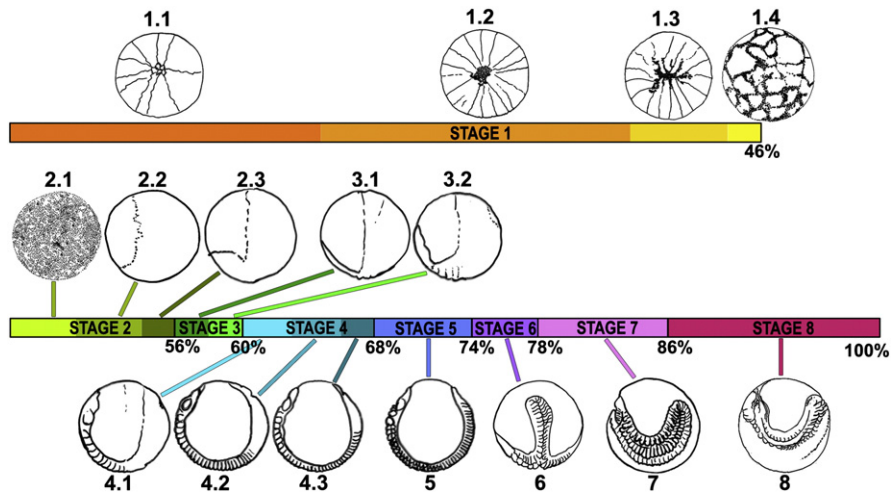 1.1 1.2 1.3 1.4
STAGE 1
46%
2.1 2.2 2.3 3.1 3.2
STAGE 2 STAGE 3 STAGE 4 STAGE 5 STAGE 6 STAGE 7 STAGE 8
56% 60% 68% 74% 78% 86% 100%
4.1 4.2 4.3 5 6 7 8